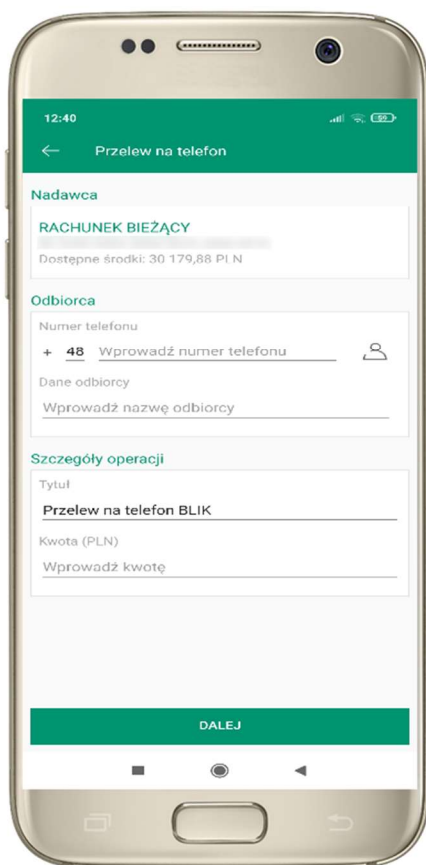 12:40
59
Przelew na telefon
Nadawca
RACHUNEK BIEŻĄCY
Dostępne środki: 30 179,88 PLN
Odbiorca
Numer telefonu
+ 48 Wprowadź numer telefonu
Dane odbiorcy
Wprowadź nazwę odbiorcy
Szczegóły operacji
Tytuł
Przelew na telefon BLIK
Kwota (PLN)
Wprowadź kwotę
DALEJ